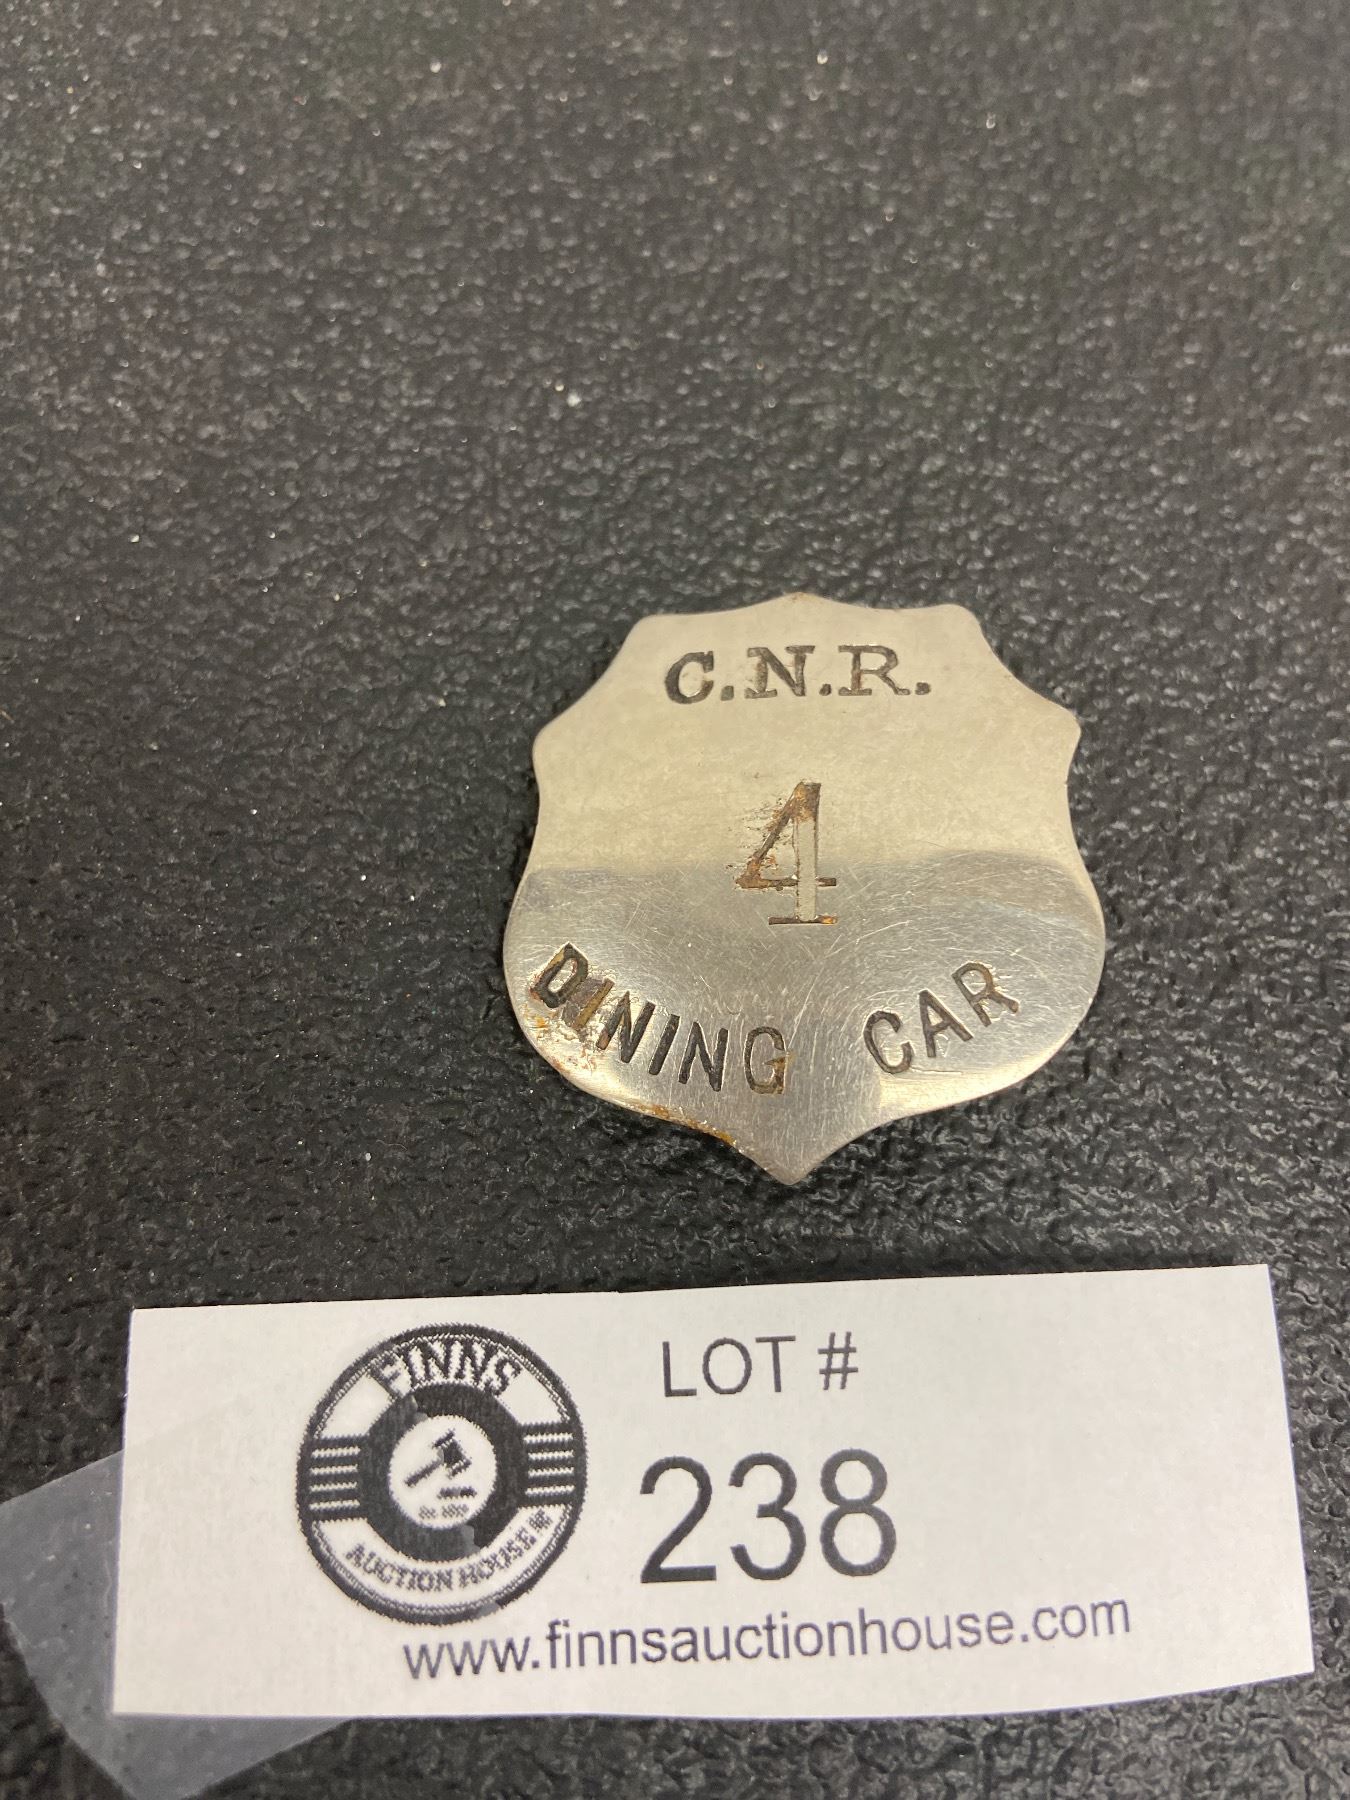 C.N.R.
4
DINING CAR
FINNS
AUCTION HOUSE
LOT #
238
www.finnsauctionhouse.com